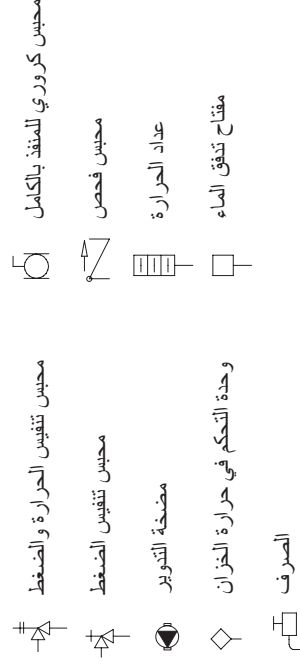 محبس تنفيس الحرارة والضغط
محبس تنفيس الضغط
مضخة التدوير
وحدة التحكم في حرارة الخزان
الصرف
محبس كروري للمنفذ بالكامل
محبس فحص
عداد الحرارة
مفتاح تدفق الماء